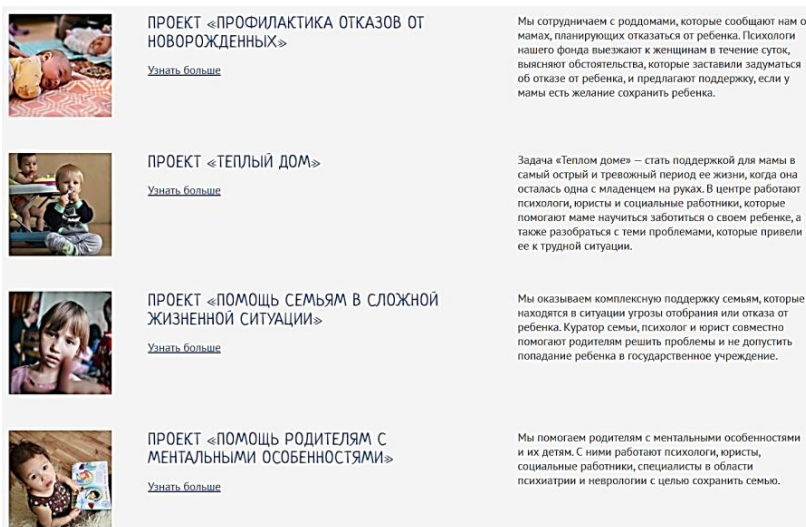 ПРОЕКТ «ПРОФИЛАКТИКА ОТКАЗОВ ОТ
НОВОРОЖДЕННЫХ»
Узнать больше
Мы сотрудничаем с роддомами, которые сообщают нам о
мамах, планирующих отказаться от ребенка. Психологи
нашего фонда выезжают к женщинам в течение суток,
выясняют обстоятельства, которые заставили задуматься
об отказе от ребенка, и предлагают поддержку, если у
мамы есть желание сохранить ребенка.
ПРОЕКТ «ТЕПЛЫЙ ДОМ»
Узнать больше
Задача «Теплом доме» — стать поддержкой для мамы в
самый острый и тревожный период ее жизни, когда она
осталась одна с младенцем на руках. В центре работают
психологи, юристы и социальные работники, которые
помогают маме научиться заботиться о своем ребенке, а
также разобраться с теми проблемами, которые привели
ее к трудной ситуации.
ПРОЕКТ «ПОМОЩЬ СЕМЬЯМ В СЛОЖНОЙ
ЖИЗНЕННОЙ СИТУАЦИИ»
Узнать больше
Мы оказываем комплексную поддержку семьям, которые
находятся в ситуации угрозы отобрания или отказа от
ребенка. Куратор семьи, психолог и юрист совместно
помогают родителям решить проблемы и не допустить
попадание ребенка в государственное учреждение.
ПРОЕКТ «ПОМОЩЬ РОДИТЕЛЯМ С
МЕНТАЛЬНЫМИ ОСОБЕННОСТЯМИ»
Узнать больше
Мы помогаем родителям с ментальными особенностями
и их детям. С ними работают психологи, юристы,
социальные работники, специалисты в области
психиатрии и неврологии с целью сохранить семью.